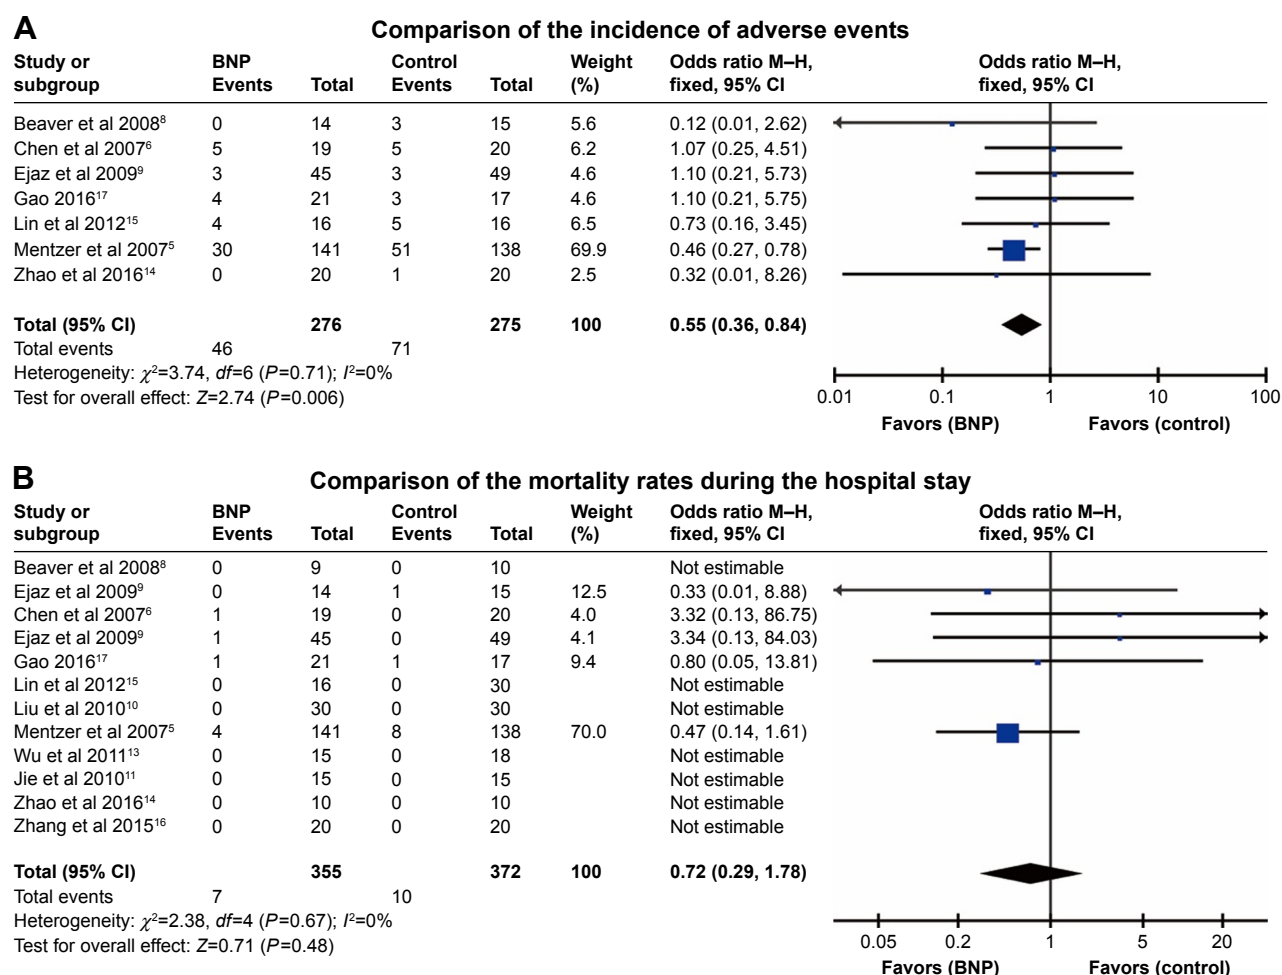 A Comparison of the incidence of adverse events
Study or BNP Control Weight Odds ratio M–H, Odds ratio M–H,
subgroup Events Total Events Total (%) fixed, 95% CI fixed, 95% CI
Beaver et al 2008⁸ 0 14 3 15 5.6 0.12 (0.01, 2.62)
Chen et al 2007⁶ 5 19 5 20 6.2 1.07 (0.25, 4.51)
Ejaz et al 2009⁹ 3 45 3 49 4.6 1.10 (0.21, 5.73)
Gao 2016¹⁷ 4 21 3 17 4.6 1.10 (0.21, 5.75)
Lin et al 2012¹⁵ 4 16 5 16 6.5 0.73 (0.16, 3.45)
Mentzer et al 2007⁵ 30 141 51 138 69.9 0.46 (0.27, 0.78)
Zhao et al 2016¹⁴ 0 20 1 20 2.5 0.32 (0.01, 8.26)
Total (95% CI) 276 275 100 0.55 (0.36, 0.84)
Total events 46 71
Heterogeneity: χ²=3.74, df=6 (P=0.71); I²=0%
Test for overall effect: Z=2.74 (P=0.006)
0.01 0.1 1 10 100
Favors (BNP) Favors (control)
B Comparison of the mortality rates during the hospital stay
Study or BNP Control Weight Odds ratio M–H, Odds ratio M–H,
subgroup Events Total Events Total (%) fixed, 95% CI fixed, 95% CI
Beaver et al 2008⁸ 0 9 0 10 Not estimable
Ejaz et al 2009⁹ 0 14 1 15 12.5 0.33 (0.01, 8.88)
Chen et al 2007⁶ 1 19 0 20 4.0 3.32 (0.13, 86.75)
Ejaz et al 2009⁹ 1 45 0 49 4.1 3.34 (0.13, 84.03)
Gao 2016¹⁷ 1 21 1 17 9.4 0.80 (0.05, 13.81)
Lin et al 2012¹⁵ 0 16 0 30 Not estimable
Liu et al 2010¹⁰ 0 30 0 30 Not estimable
Mentzer et al 2007⁵ 4 141 8 138 70.0 0.47 (0.14, 1.61)
Wu et al 2011¹³ 0 15 0 18 Not estimable
Jie et al 2010¹¹ 0 15 0 15 Not estimable
Zhao et al 2016¹⁴ 0 10 0 10 Not estimable
Zhang et al 2015¹⁶ 0 20 0 20 Not estimable
Total (95% CI) 355 372 100 0.72 (0.29, 1.78)
Total events 7 10
Heterogeneity: χ²=2.38, df=4 (P=0.67); I²=0%
Test for overall effect: Z=0.71 (P=0.48)
0.05 0.2 1 5 20
Favors (BNP) Favors (control)